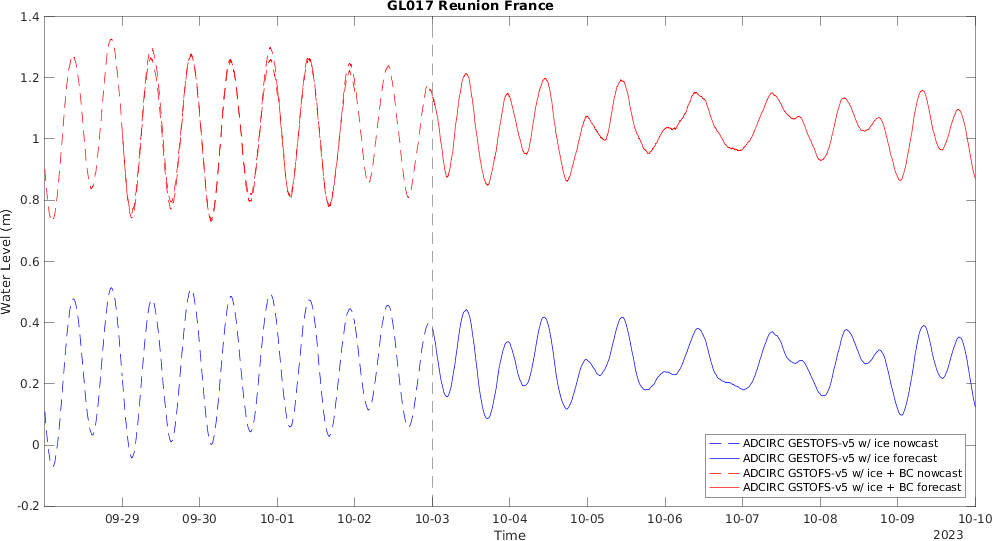 GL017 Reunion France
1.4
1.2
1
0.8
0.6
0.4
0.2
0
-0.2
Water Level (m)
ADCIRC GESTOFS-v5 w/ ice nowcast
ADCIRC GESTOFS-v5 w/ ice forecast
ADCIRC GSTOFS-v5 w/ ice + BC nowcast
ADCIRC GSTOFS-v5 w/ ice + BC forecast
09-29 09-30 10-01 10-02 10-03 10-04 10-05 10-06 10-07 10-08 10-09 10-10
Time
2023